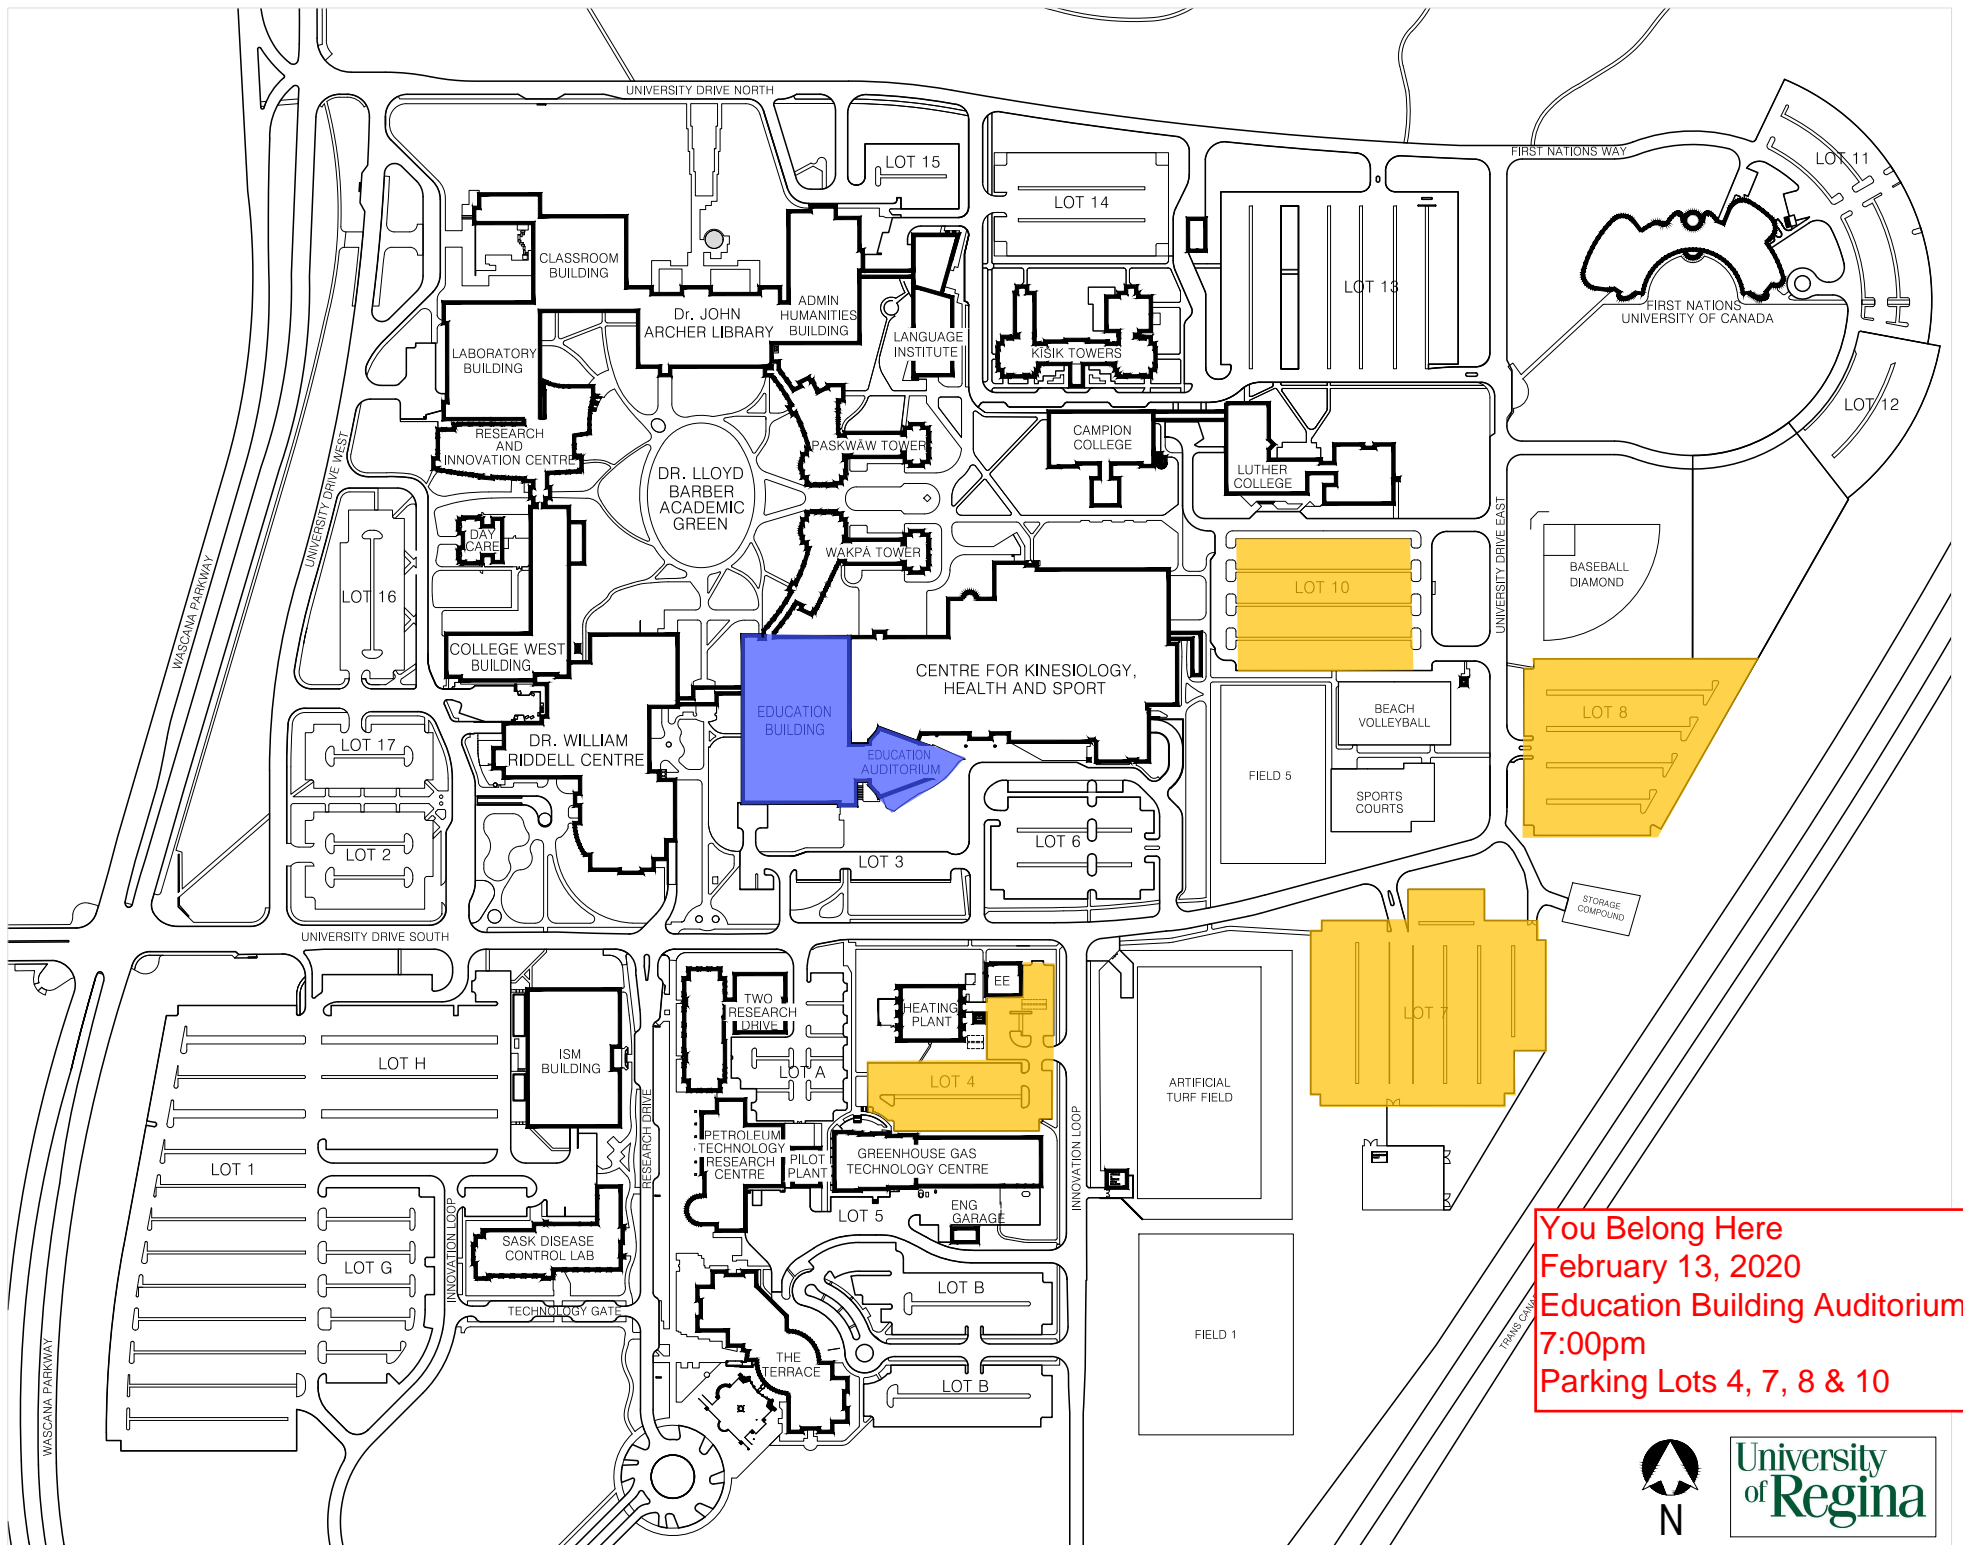 UNIVERSITY DRIVE NORTH
LOT 15
FIRST NATIONS WAY
LOT 11
LOT 14
CLASSROOM
BUILDING
LOT 13
ADMIN
HUMANITIES
BUILDING
Dr. JOHN
ARCHER LIBRARY
FIRST NATIONS
UNIVERSITY OF CANADA
LANGUAGE
INSTITUTE
KĪSIK TOWERS
LABORATORY
BUILDING
LOT 12
RESEARCH
AND
INNOVATION CENTRE
PASKWĀW TOWER
CAMPION
COLLEGE
LUTHER
COLLEGE
DR. LLOYD
BARBER
ACADEMIC
GREEN
UNIVERSITY DRIVE WEST
UNIVERSITY DRIVE EAST
DAY
CARE
WAKPĀ TOWER
BASEBALL
DIAMOND
LOT 10
LOT 16
WASCANA PARKWAY
COLLEGE WEST
BUILDING
CENTRE FOR KINESIOLOGY,
HEALTH AND SPORT
EDUCATION
BUILDING
BEACH
VOLLEYBALL
LOT 8
LOT 17
DR. WILLIAM
RIDDELL CENTRE
EDUCATION
AUDITORIUM
FIELD 5
SPORTS
COURTS
LOT 2
LOT 3
LOT 6
STORAGE
COMPOUND
UNIVERSITY DRIVE SOUTH
EE
TWO
RESEARCH
DRIVE
HEATING
PLANT
LOT 7
ISM
BUILDING
LOT H
LOT A
LOT 4
ARTIFICIAL
TURF FIELD
RESEARCH DRIVE
INNOVATION LOOP
PETROLEUM
TECHNOLOGY
RESEARCH
CENTRE
PILOT
PLANT
GREENHOUSE GAS
TECHNOLOGY CENTRE
LOT 1
LOT 5
ENG
GARAGE
INNOVATION LOOP
SASK DISEASE
CONTROL LAB
LOT G
LOT B
TECHNOLOGY GATE
FIELD 1
TRANS CANA
THE
TERRACE
LOT B
WASCANA PARKWAY
You Belong Here
February 13, 2020
Education Building Auditorium
7:00pm
Parking Lots 4, 7, 8 & 10
N
University
of Regina